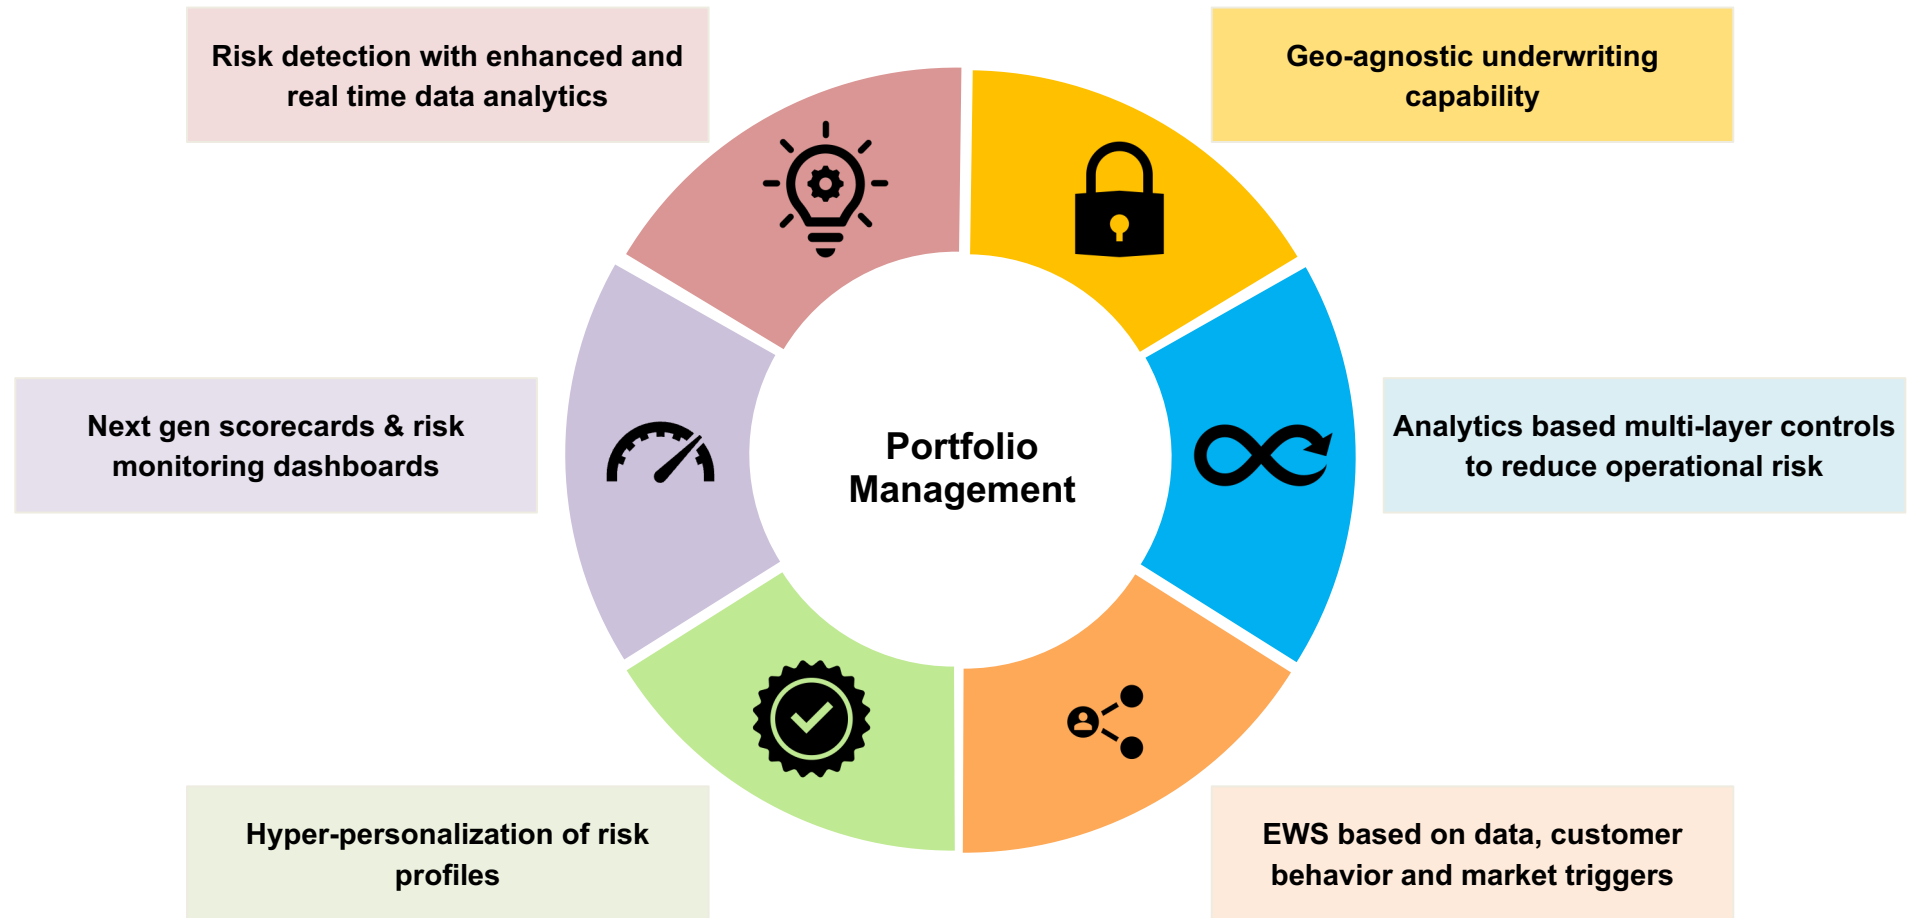 Risk detection with enhanced and
real time data analytics
Geo-agnostic underwriting
capability
Next gen scorecards & risk
monitoring dashboards
Portfolio
Management
Analytics based multi-layer controls
to reduce operational risk
Hyper-personalization of risk
profiles
EWS based on data, customer
behavior and market triggers